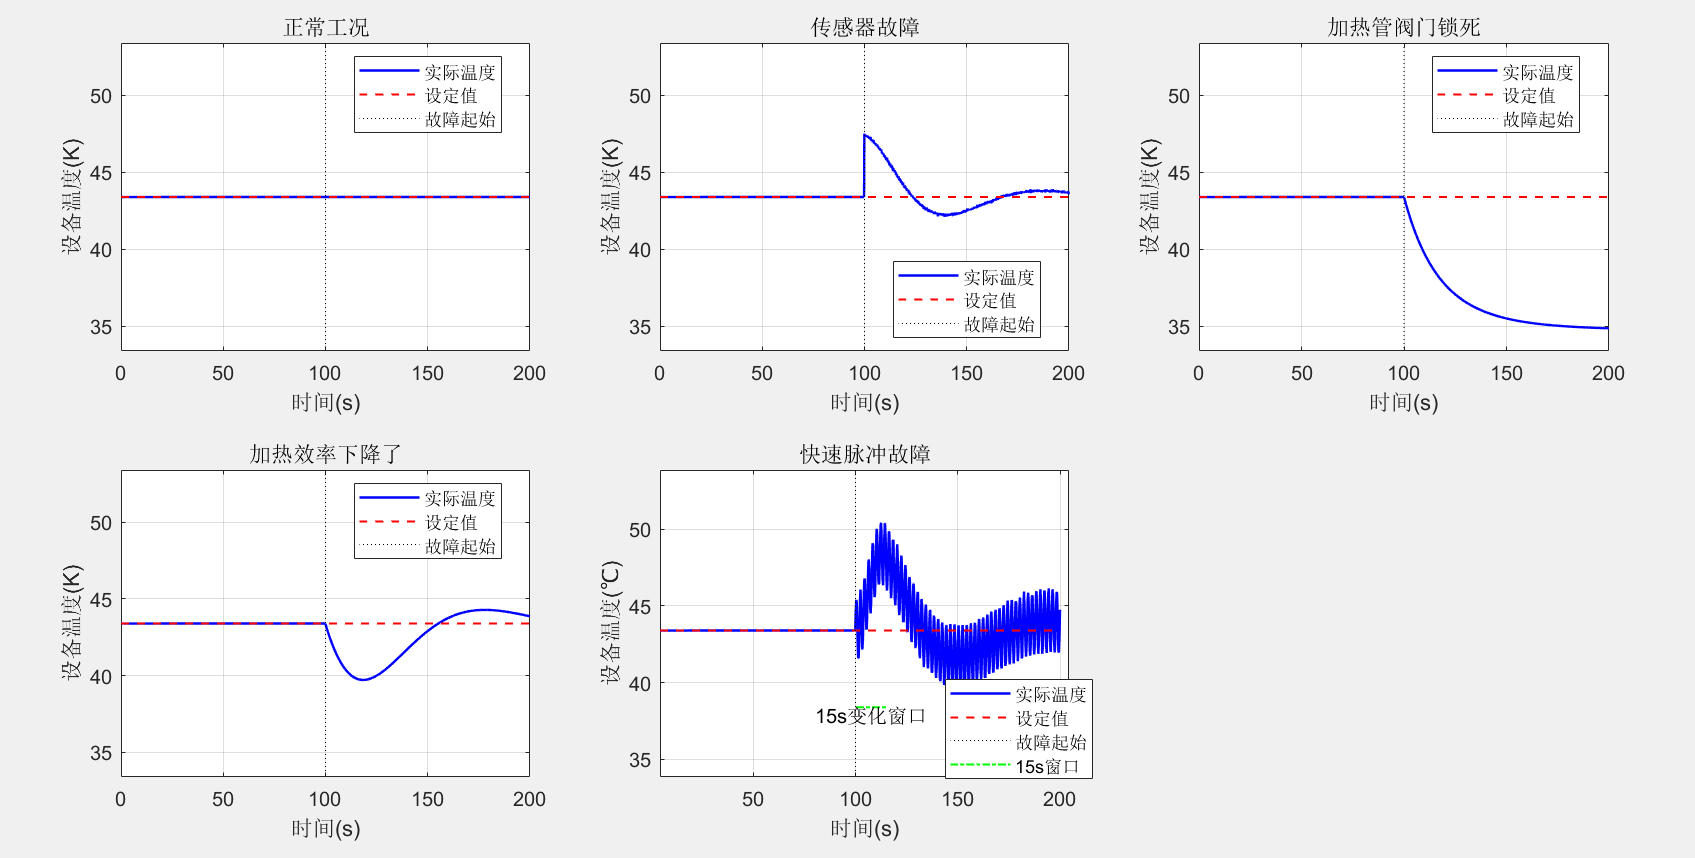 正常工况
50
45
40
35
设备温度(K)
实际温度
设定值
故障起始
0 50 100 150 200
时间(s)
传感器故障
50
45
40
35
设备温度(K)
实际温度
设定值
故障起始
0 50 100 150 200
时间(s)
加热管阀门锁死
50
45
40
35
设备温度(K)
实际温度
设定值
故障起始
0 50 100 150 200
时间(s)
加热效率下降了
50
45
40
35
设备温度(K)
实际温度
设定值
故障起始
0 50 100 150 200
时间(s)
快速脉冲故障
50
45
40
35
设备温度(℃)
15s变化窗口
实际温度
设定值
故障起始
15s窗口
50 100 150 200
时间(s)